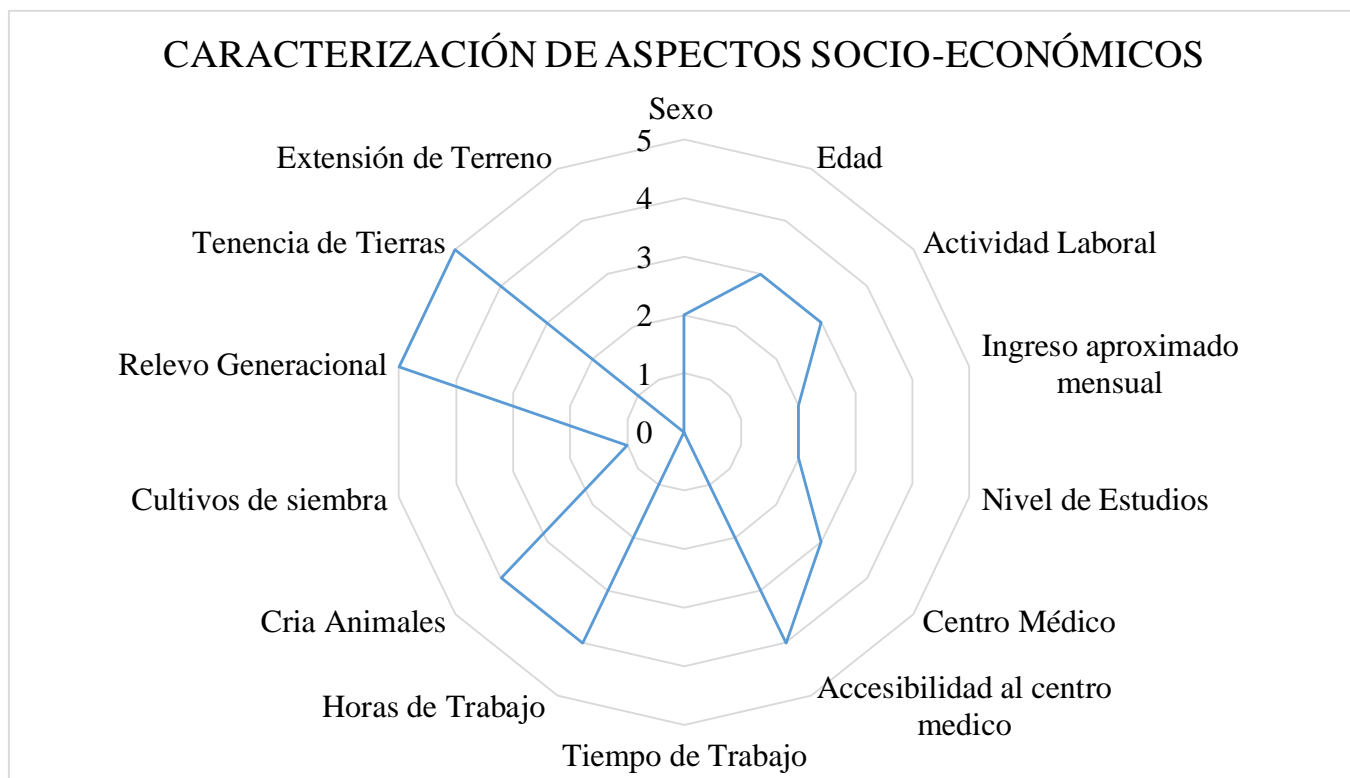 CARACTERIZACIÓN DE ASPECTOS SOCIO-ECONÓMICOS
Sexo
Edad
Actividad Laboral
Ingreso aproximado
mensual
Nivel de Estudios
Centro Médico
Accesibilidad al centro
medico
Tiempo de Trabajo
Horas de Trabajo
Cria Animales
Cultivos de siembra
Relevo Generacional
Tenencia de Tierras
Extensión de Terreno
5
4
3
2
1
0